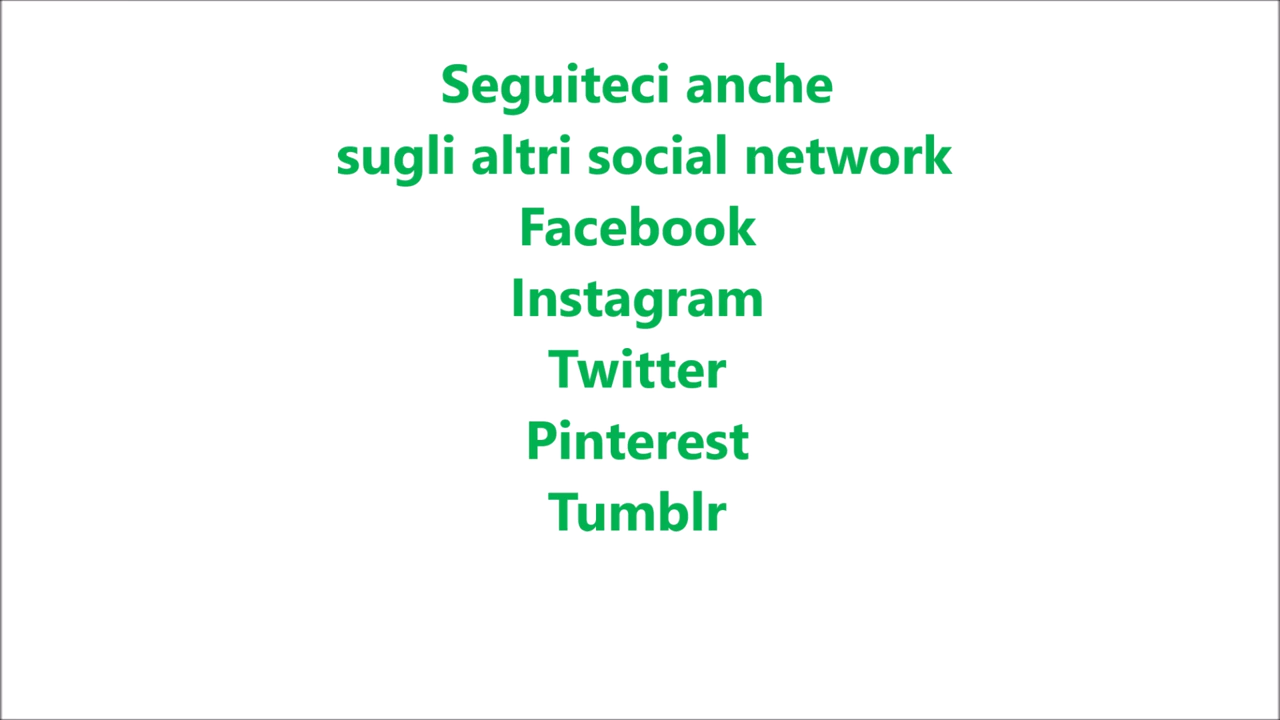 Seguiteci anche
sugli altri social network
Facebook
Instagram
Twitter
Pinterest
Tumblr